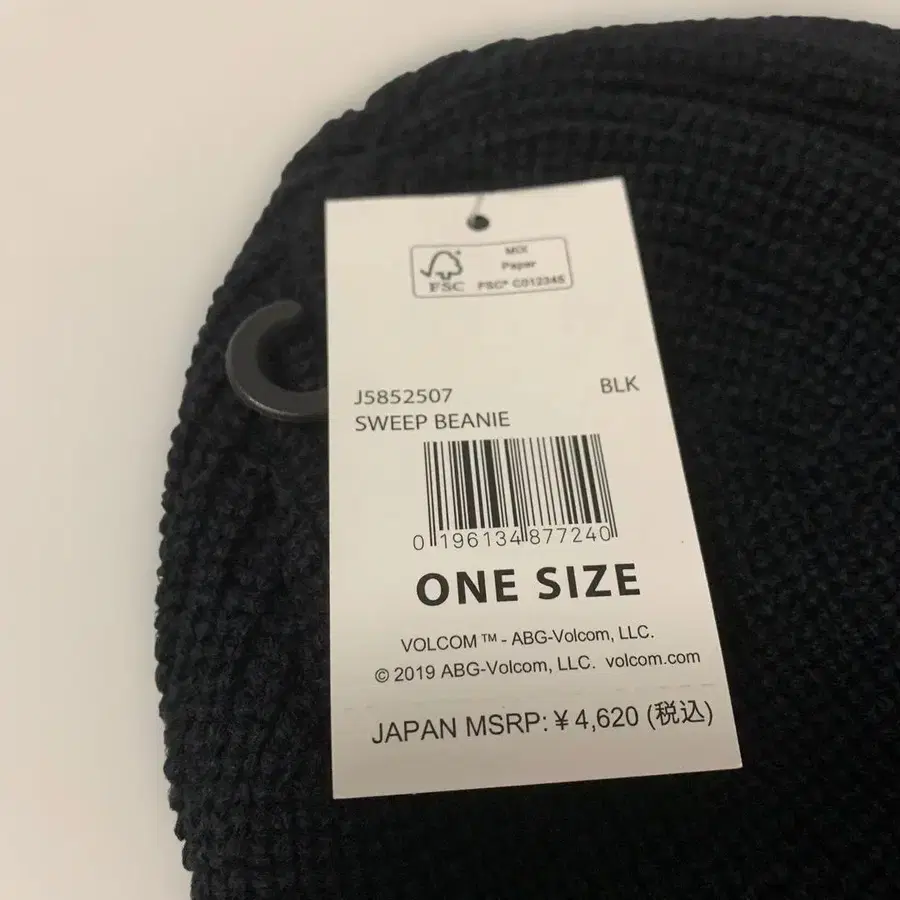 MIX
Paper
FSC
FSC® C012345
J5852507
BLK
SWEEP BEANIE
0 196134 877240
ONE SIZE
VOLCOM ™ - ABG-Volcom, LLC.
© 2019 ABG-Volcom, LLC. volcom.com
JAPAN MSRP: ¥ 4,620 (税込)